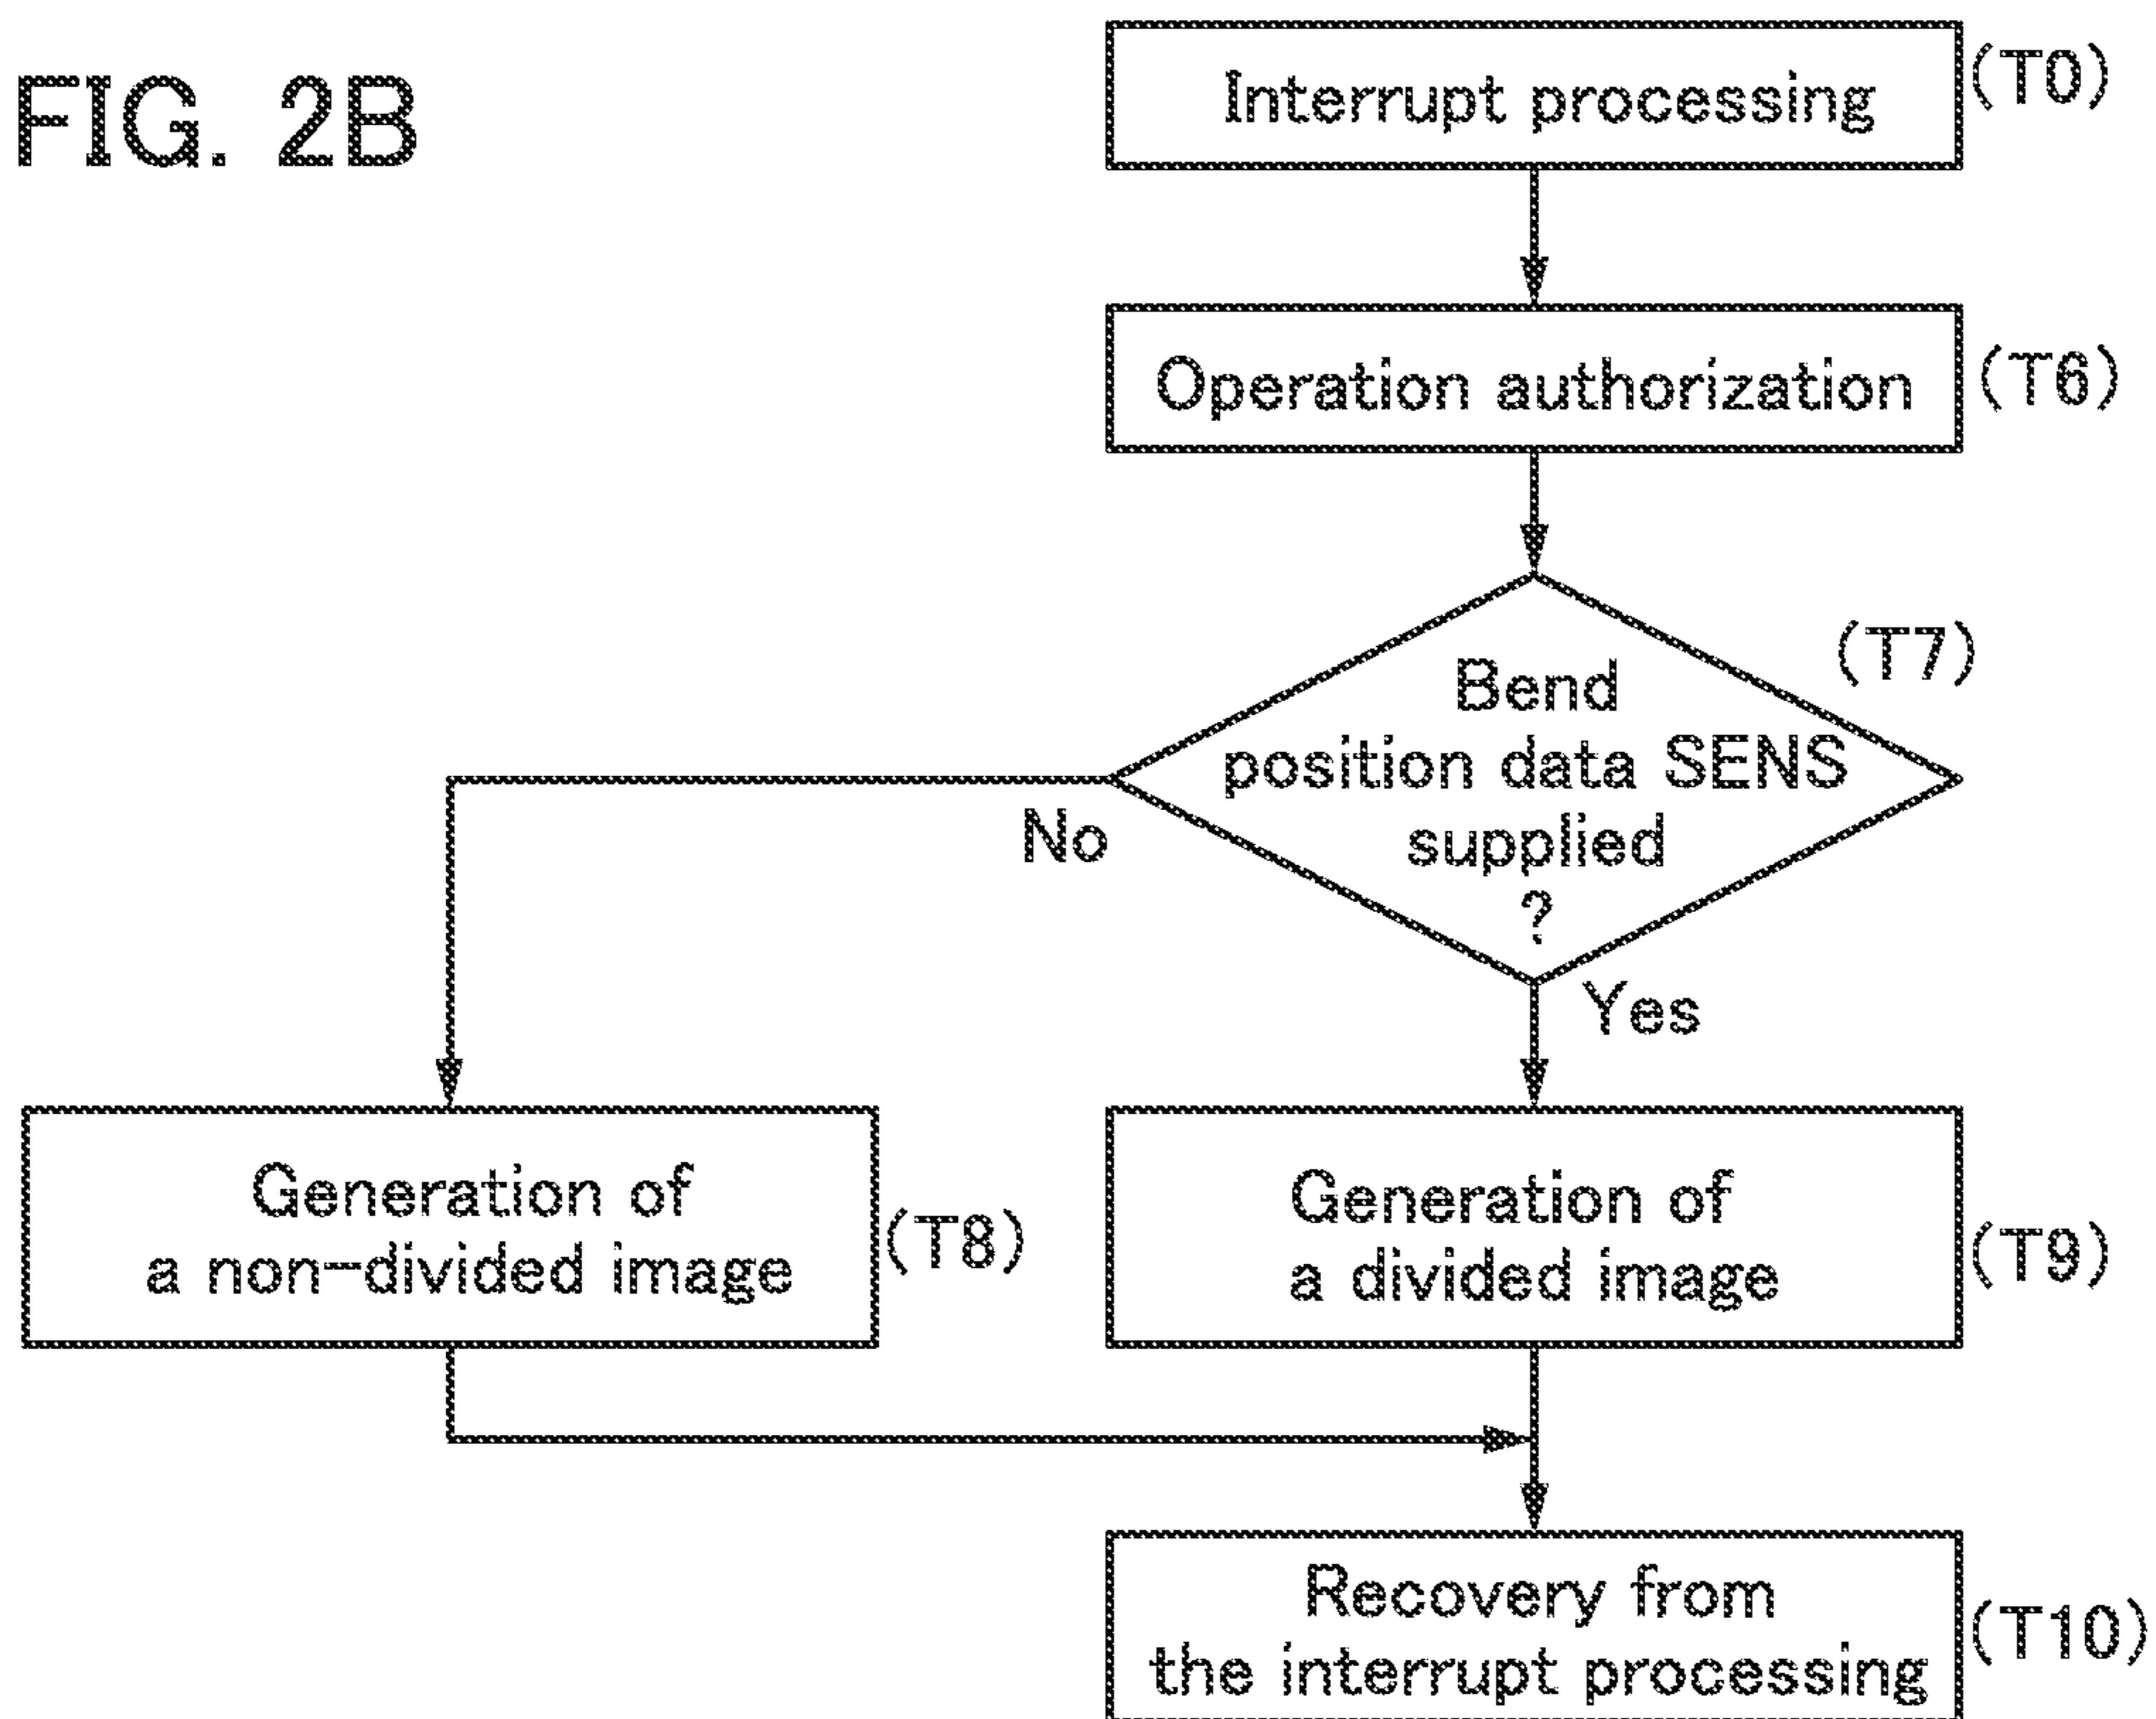 FIG. 2B
Interrupt processing
(T0)
Operation authorization
(T6)
(T7)
Bend
position data SENS
supplied
?
No
Yes
Generation of
a non-divided image
(T8)
Generation of
a divided image
(T9)
Recovery from
the interrupt processing
(T10)